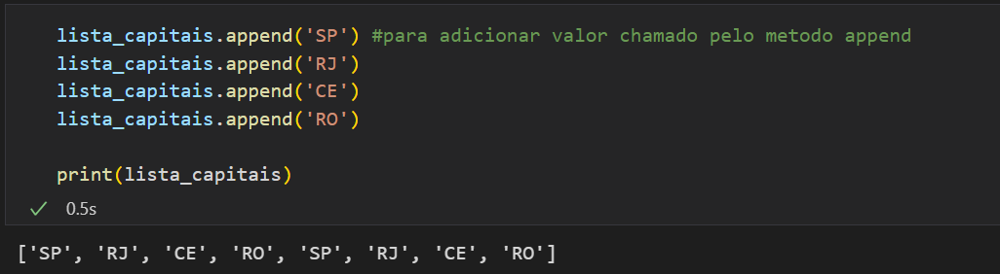 lista_capitais.append('SP') #para adicionar valor chamado pelo metodo append
lista_capitais.append('RJ')
lista_capitais.append('CE')
lista_capitais.append('RO')
print(lista_capitais)
0.5s
['SP', 'RJ', 'CE', 'RO', 'SP', 'RJ', 'CE', 'RO']